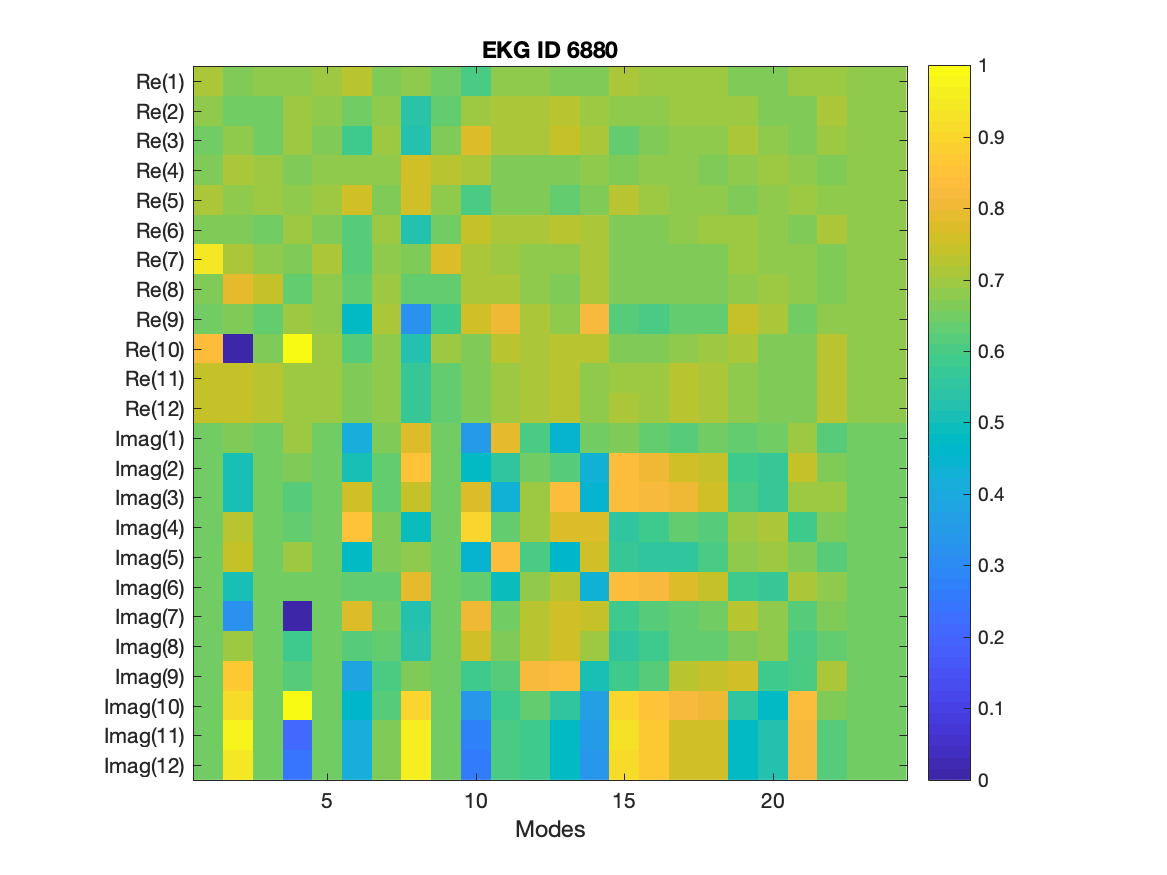 EKG ID 6880
Re(1)
Re(2)
Re(3)
Re(4)
Re(5)
Re(6)
Re(7)
Re(8)
Re(9)
Re(10)
Re(11)
Re(12)
Imag(1)
Imag(2)
Imag(3)
Imag(4)
Imag(5)
Imag(6)
Imag(7)
Imag(8)
Imag(9)
Imag(10)
Imag(11)
Imag(12)
5 10 15 20
Modes
1
0.9
0.8
0.7
0.6
0.5
0.4
0.3
0.2
0.1
0